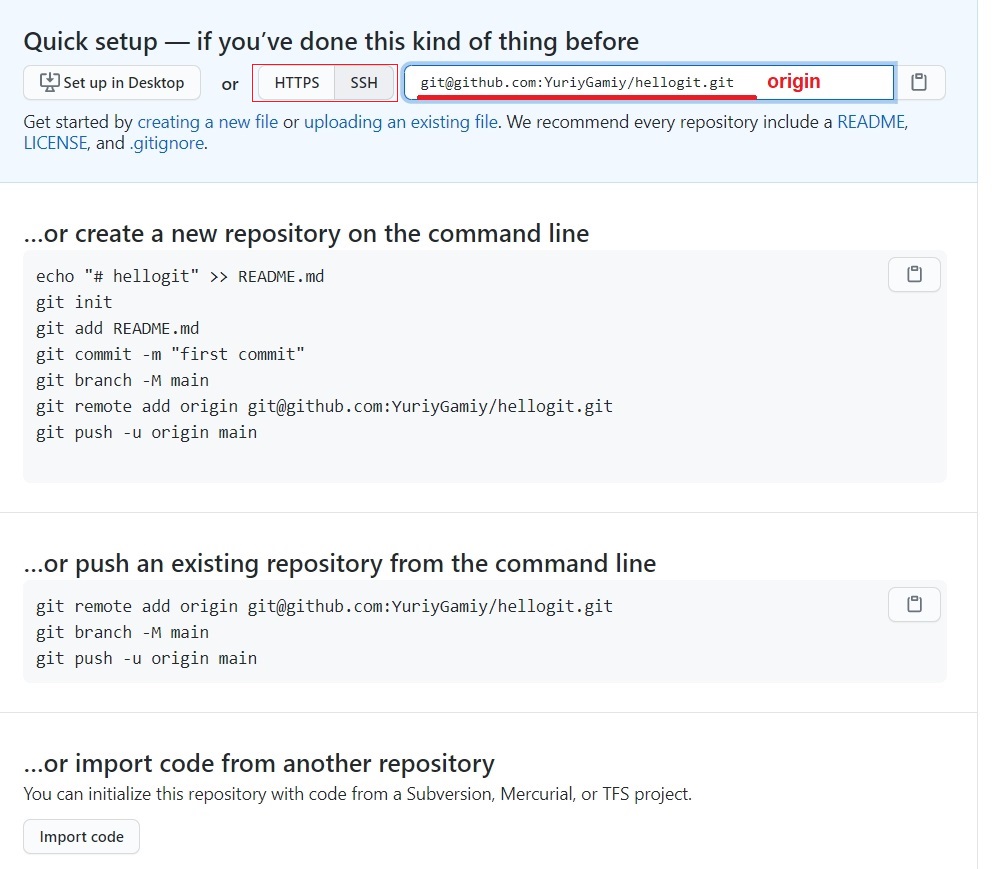 Quick setup — if you’ve done this kind of thing before
Set up in Desktop or HTTPS SSH git@github.com:YuriyGamiy/hellogit.git origin
Get started by creating a new file or uploading an existing file. We recommend every repository include a README,
LICENSE, and .gitignore.
…or create a new repository on the command line
echo "# hellogit" >> README.md
git init
git add README.md
git commit -m "first commit"
git branch -M main
git remote add origin git@github.com:YuriyGamiy/hellogit.git
git push -u origin main
…or push an existing repository from the command line
git remote add origin git@github.com:YuriyGamiy/hellogit.git
git branch -M main
git push -u origin main
…or import code from another repository
You can initialize this repository with code from a Subversion, Mercurial, or TFS project.
Import code